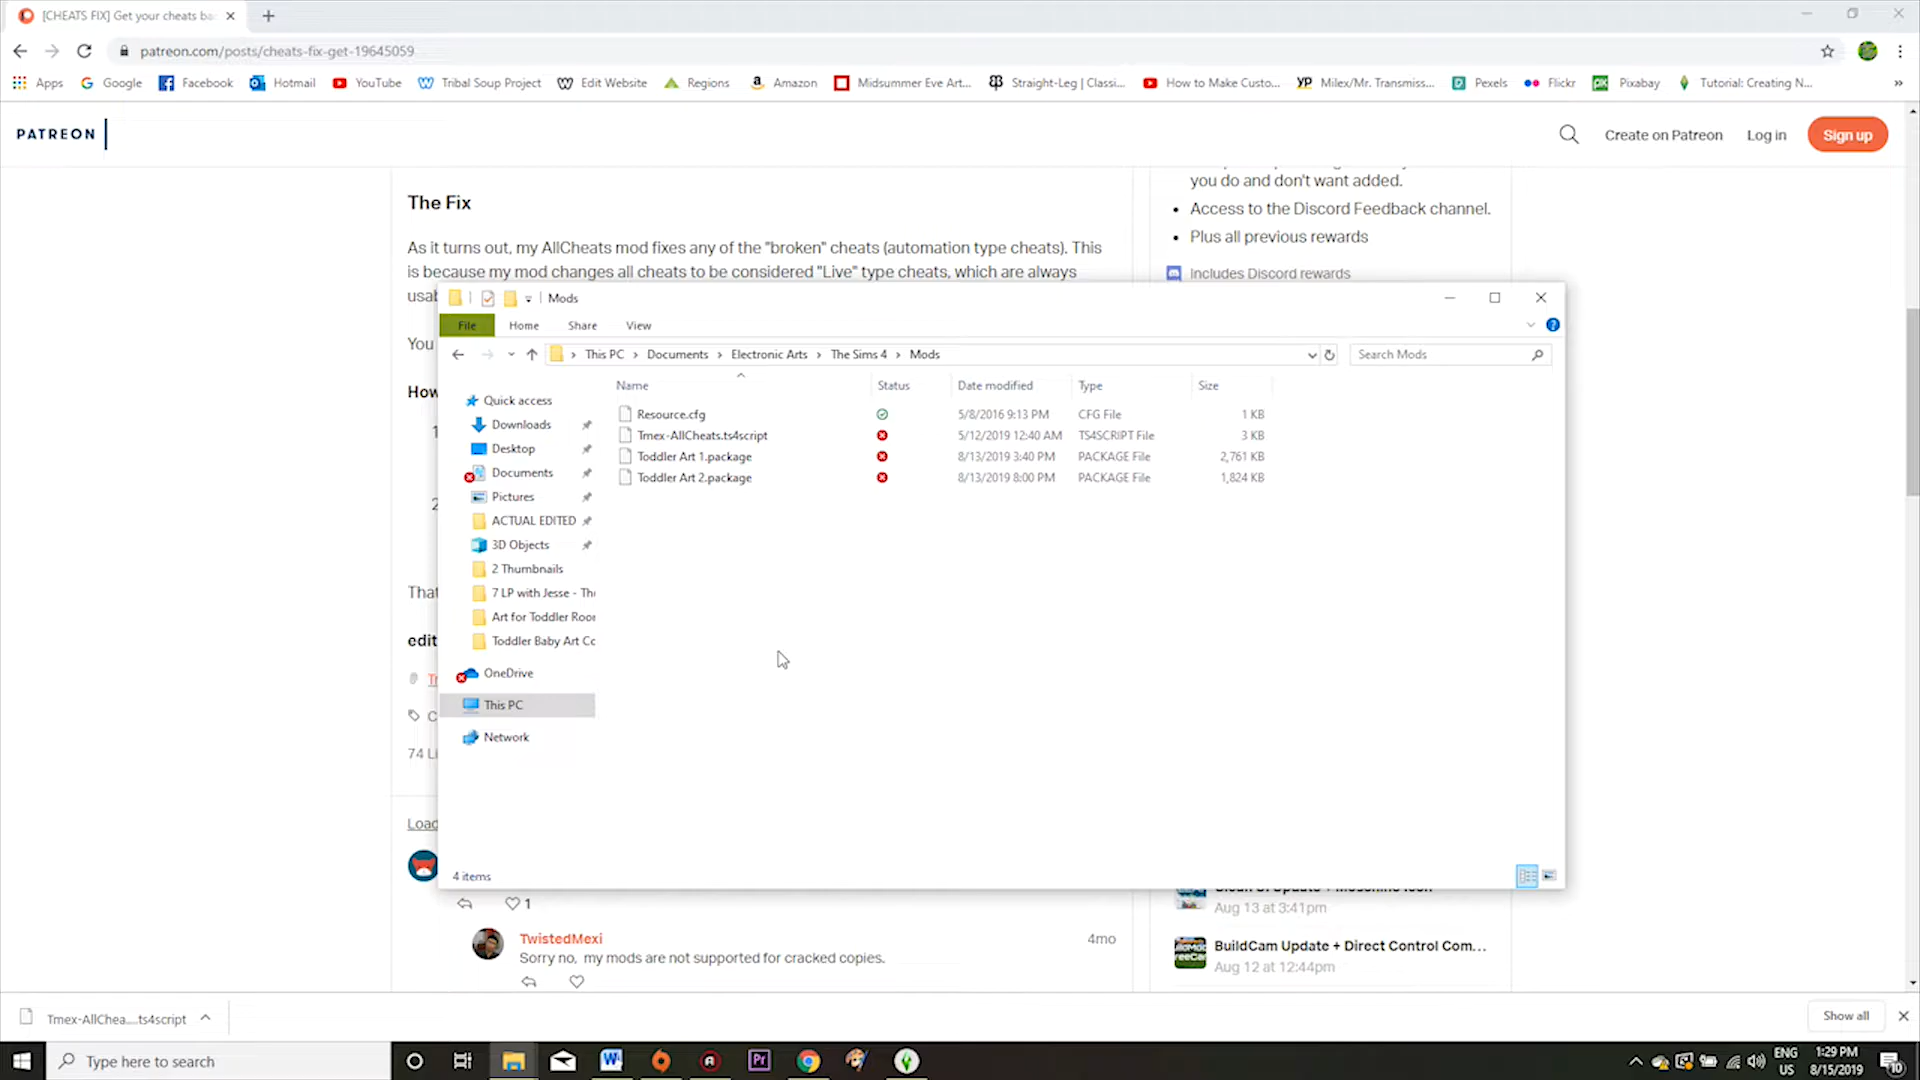 [CHEATS FIX] Get your cheats ba
patreon.com/posts/cheats-fix-get-19645059
Apps Google Facebook Hotmail YouTube Tribal Soup Project Edit Website Regions Amazon Midsummer Eve Art... Straight-Leg | Classi... How to Make Custo... Milex/Mr. Transmiss... Pexels Flickr Pixabay Tutorial: Creating N... »
PATREON
Create on Patreon Log in Sign up
The Fix
As it turns out, my AllCheats mod fixes any of the "broken" cheats (automation type cheats). This
is because my mod changes all cheats to be considered "Live" type cheats, which are always
usab
You
How
1
2
That
edit
Tr
C
74 Li
Load
you do and don't want added.
• Access to the Discord Feedback channel.
• Plus all previous rewards
Includes Discord rewards
Mods
File Home Share View
This PC › Documents › Electronic Arts › The Sims 4 › Mods
Search Mods
Name Status Date modified Type Size
Resource.cfg 5/8/2016 9:13 PM CFG File 1 KB
Tmex-AllCheats.ts4script 5/12/2019 12:40 AM TS4SCRIPT File 3 KB
Toddler Art 1.package 8/13/2019 3:40 PM PACKAGE File 2,761 KB
Toddler Art 2.package 8/13/2019 8:00 PM PACKAGE File 1,824 KB
Quick access
Downloads
Desktop
Documents
Pictures
ACTUAL EDITED
3D Objects
2 Thumbnails
7 LP with Jesse - Th
Art for Toddler Roor
Toddler Baby Art Cc
OneDrive
This PC
Network
4 items
1
TwistedMexi 4mo
Sorry no, my mods are not supported for cracked copies.
Aug 13 at 3:41pm
BuildCam Update + Direct Control Com...
Aug 12 at 12:44pm
Tmex-AllChea....ts4script
Show all
Type here to search
ENG
US
1:29 PM
8/15/2019
10